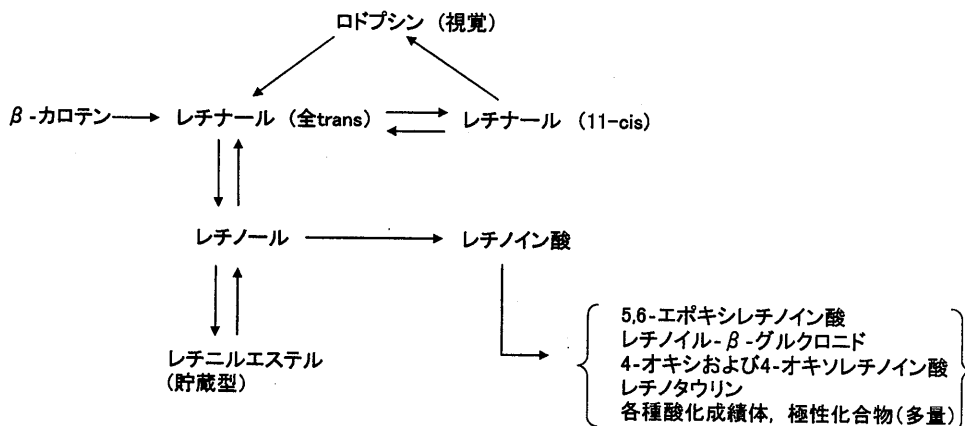 ロドプシン (視覚)
β-カロテン
レチナール (全trans)
レチナール (11-cis)
レチノール
レチノイン酸
レチニルエステル
(貯蔵型)
5,6-エポキシレチノイン酸
レチノイル-β-グルクロニド
4-オキシおよび4-オキソレチノイン酸
レチノタウリン
各種酸化成績体, 極性化合物(多量)